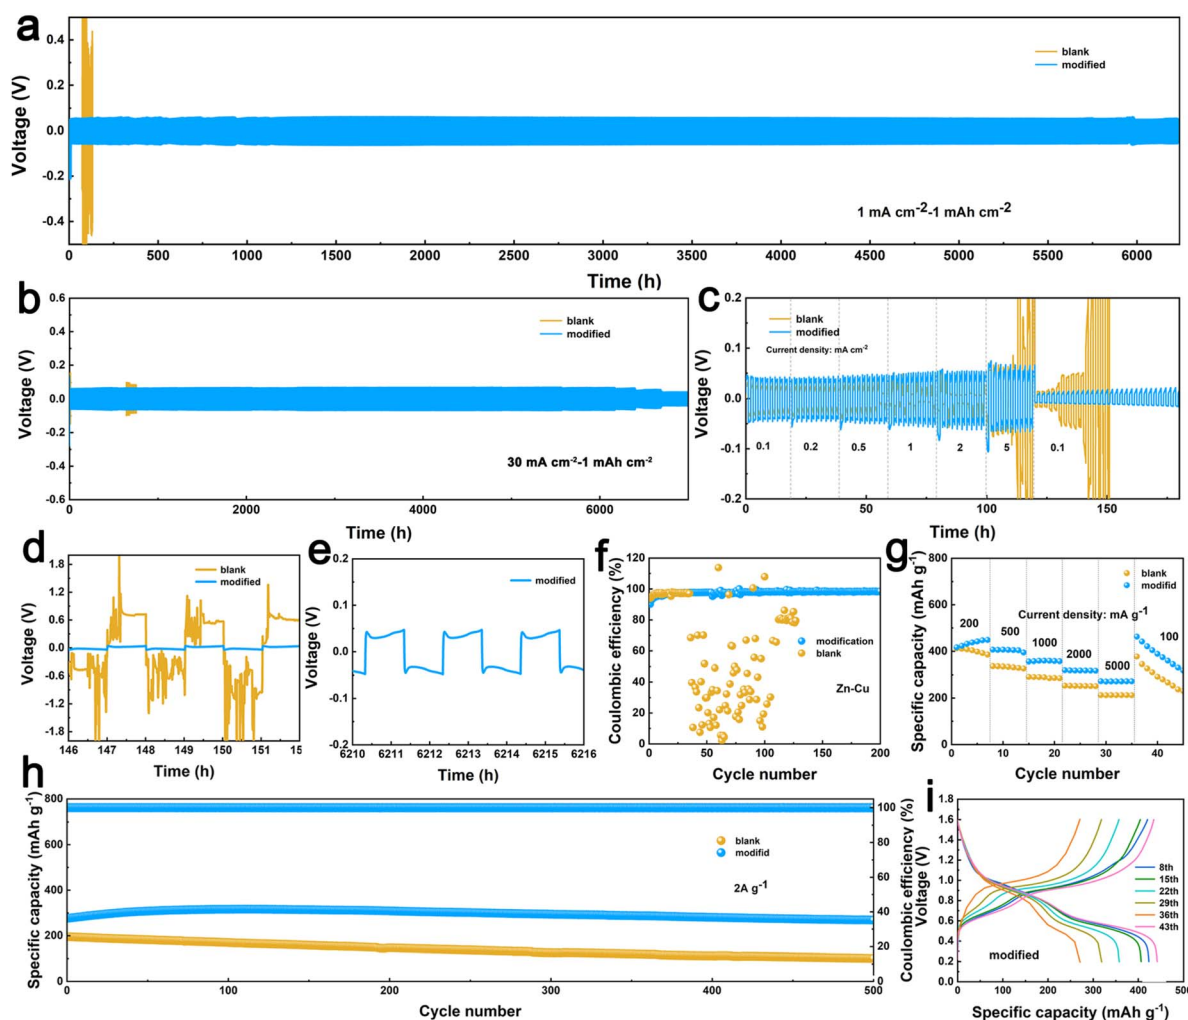 a
Voltage (V)
0.4
0.2
0.0
-0.2
-0.4
blank
modified
1 mA cm-2-1 mAh cm-2
0 500 1000 1500 2000 2500 3000 3500 4000 4500 5000 5500 6000
Time (h)
b
Voltage (V)
0.6
0.4
0.2
0.0
-0.2
-0.4
-0.6
blank
modified
30 mA cm-2-1 mAh cm-2
0 2000 4000 6000
Time (h)
c
Voltage (V)
0.2
0.1
0.0
-0.1
-0.2
blank
modified
Current density: mA cm-2
0.1 0.2 0.5 1 2 5 0.1
0 50 100 150
Time (h)
d
Voltage (V)
1.8
1.2
0.6
0.0
-0.6
-1.2
-1.8
blank
modified
146 147 148 149 150 151 15
Time (h)
e
Voltage (V)
0.2
0.1
0.0
-0.1
-0.2
modified
6210 6211 6212 6213 6214 6215 6216
Time (h)
f
Coulombic efficiency (%)
120
100
80
60
40
20
0
modification
blank
Zn-Cu
0 50 100 150 200
Cycle number
g
Specific capacity (mAh g-1)
800
600
400
200
0
blank
modifid
Current density: mA g-1
200 500 1000 2000 5000 100
0 10 20 30 40
Cycle number
h
Specific capacity (mAh g-1)
800
600
400
200
0
blank
modifid
2A g-1
100
80
60
40
20
0
Coulombic efficiency (%)
0 100 200 300 400 500
Cycle number
i
Voltage (V)
1.8
1.6
1.4
1.2
1.0
0.8
0.6
0.4
0.2
0.0
8th
15th
22th
29th
36th
43th
modified
0 100 200 300 400 500
Specific capacity (mAh g-1)